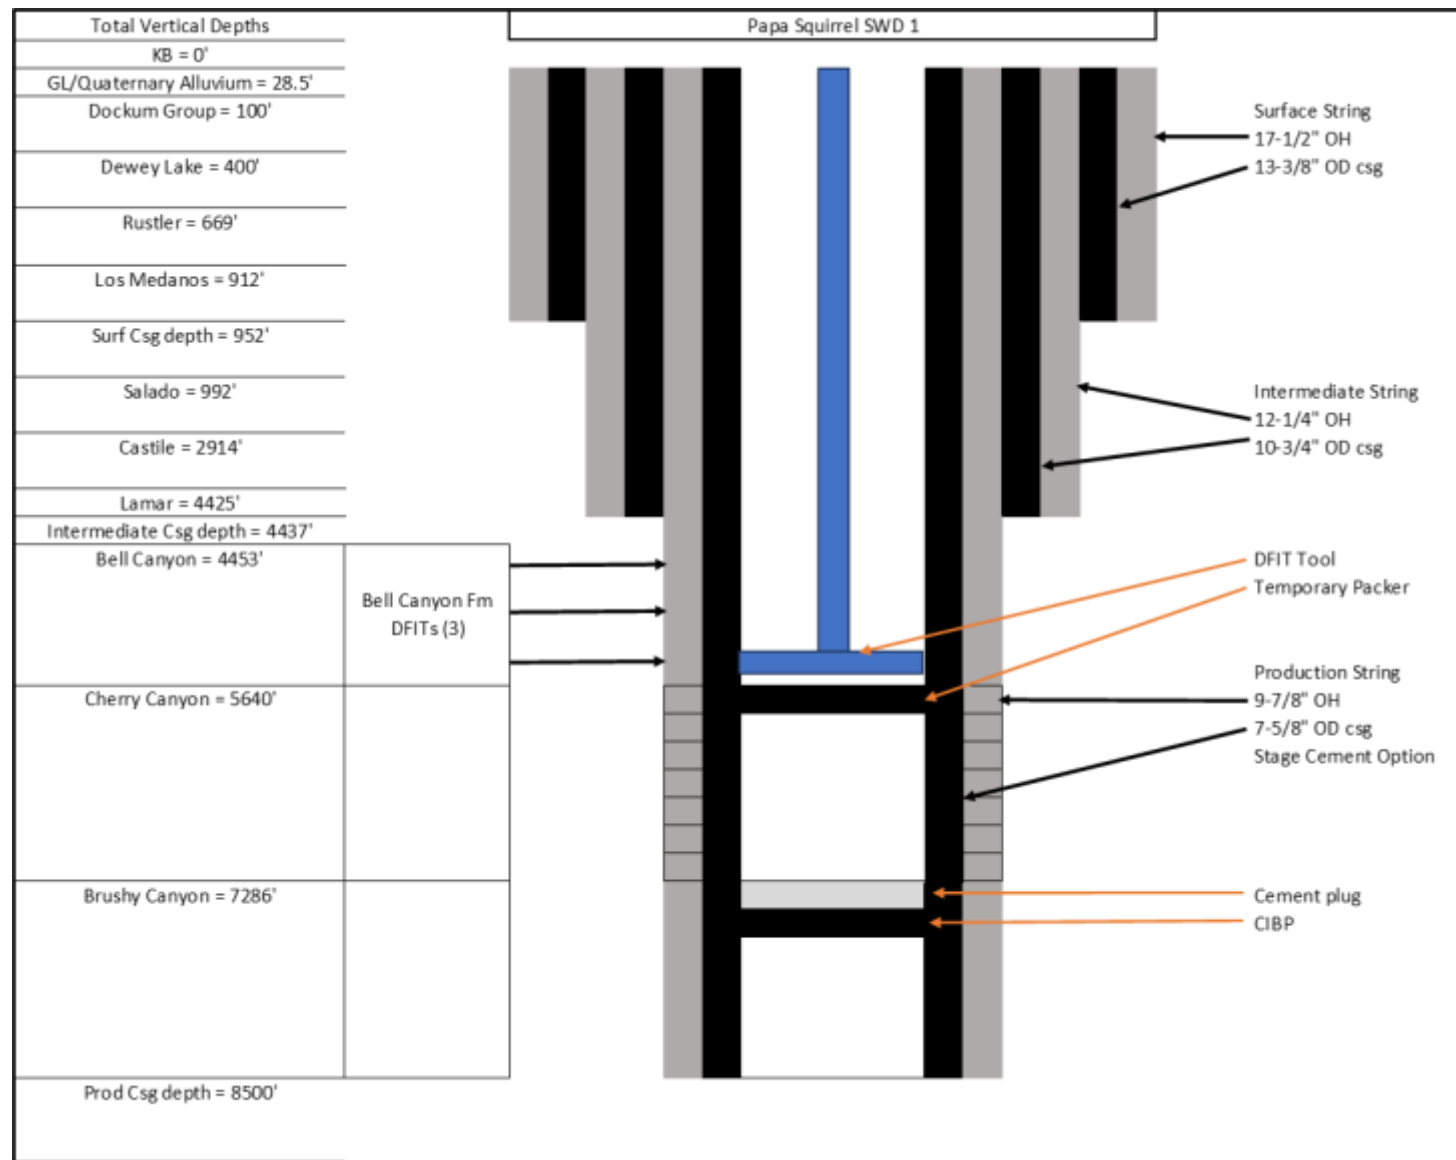 Total Vertical Depths
Papa Squirrel SWD 1
KB = 0'
GL/Quaternary Alluvium = 28.5'
Dockum Group = 100'
Dewey Lake = 400'
Rustler = 669'
Los Medanos = 912'
Surf Csg depth = 952'
Salado = 992'
Castile = 2914'
Lamar = 4425'
Intermediate Csg depth = 4437'
Bell Canyon = 4453'
Bell Canyon Fm
DFITs (3)
Cherry Canyon = 5640'
Brushy Canyon = 7286'
Prod Csg depth = 8500'
Surface String
17-1/2" OH
13-3/8" OD csg
Intermediate String
12-1/4" OH
10-3/4" OD csg
DFIT Tool
Temporary Packer
Production String
9-7/8" OH
7-5/8" OD csg
Stage Cement Option
Cement plug
CIBP